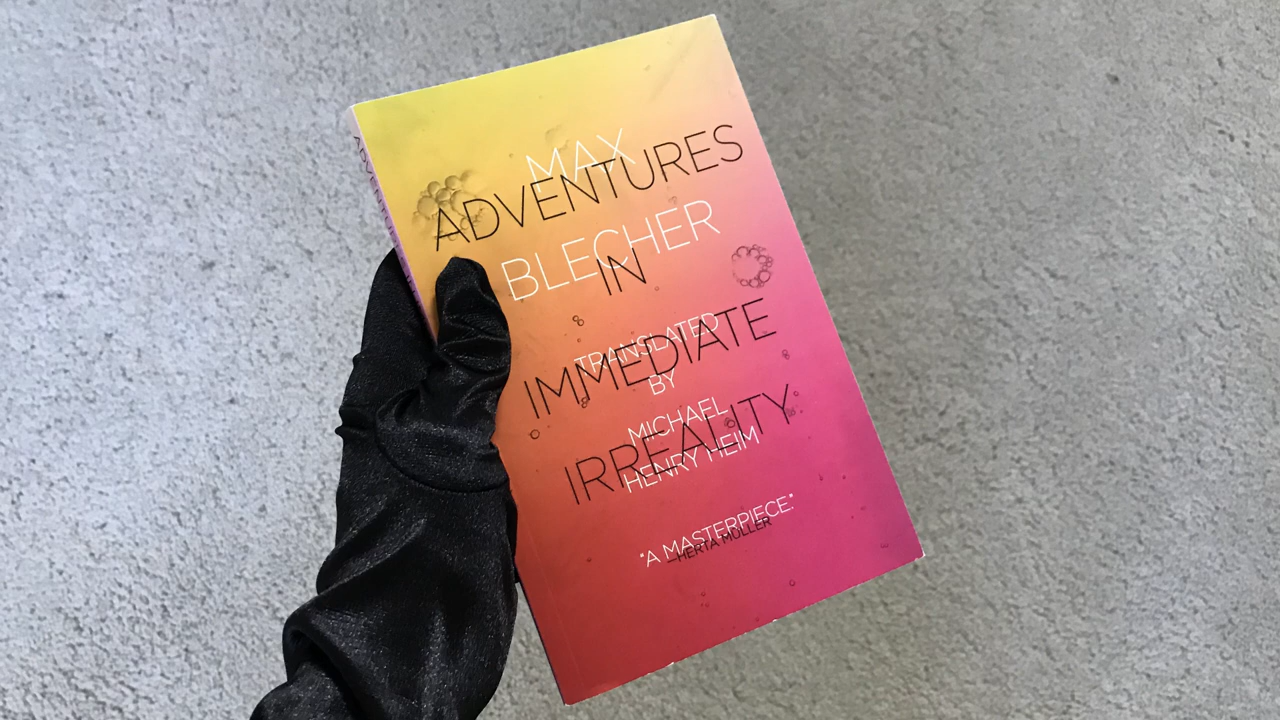 MAX
ADVENTURES
BLECHER
IN
TRANSLATED
IMMEDIATE
BY
MICHAEL
IRREALITY
HENRY HEIM
"A MASTERPIECE."
—HERTA MÜLLER